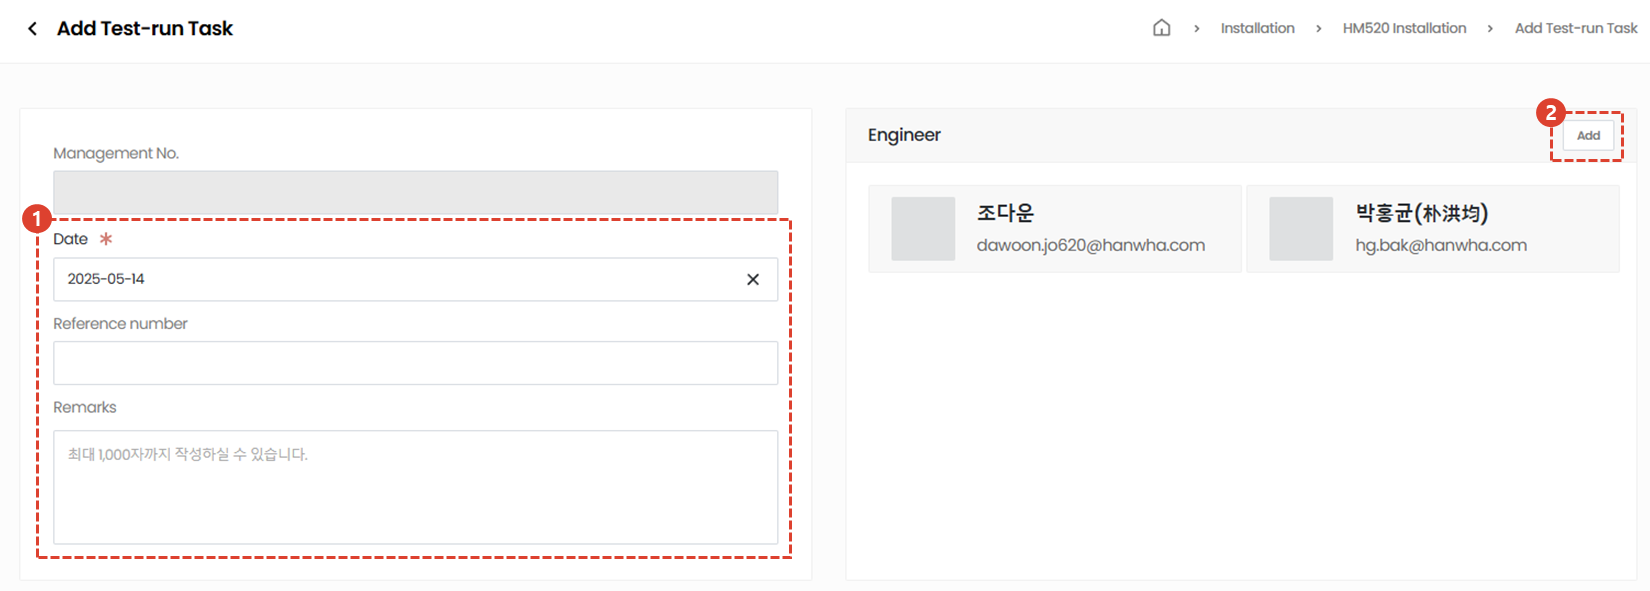 Add Test-run Task
Installation > HM520 Installation > Add Test-run Task
Management No.
1
Date *
2025-05-14
Reference number
Remarks
최대 1,000자까지 작성하실 수 있습니다.
Engineer
2
Add
조다운
dawoon.jo620@hanwha.com
박홍균(朴洪均)
hg.bak@hanwha.com